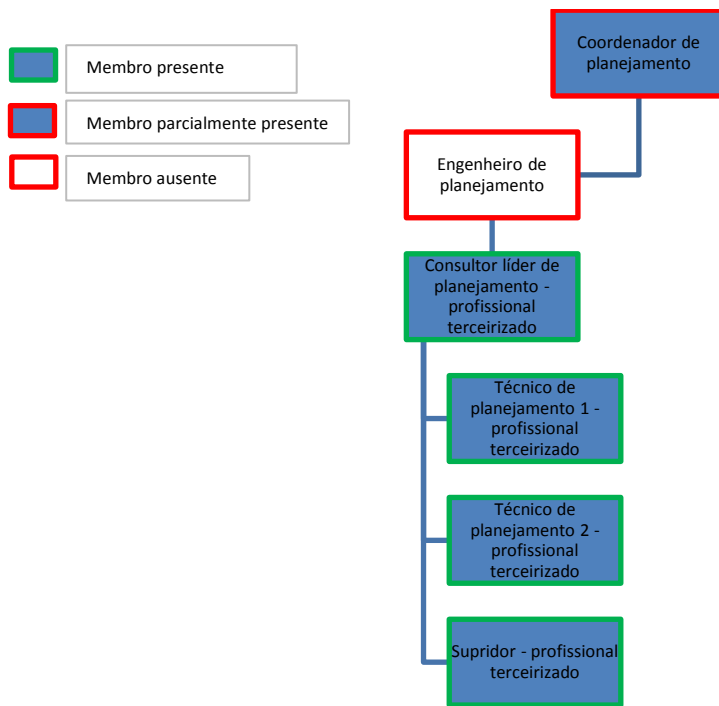 Membro presente
Membro parcialmente presente
Membro ausente
Coordenador de
planejamento
Engenheiro de
planejamento
Consultor líder de
planejamento -
profissional
terceirizado
Técnico de
planejamento 1 -
profissional
terceirizado
Técnico de
planejamento 2 -
profissional
terceirizado
Supridor - profissional
terceirizado